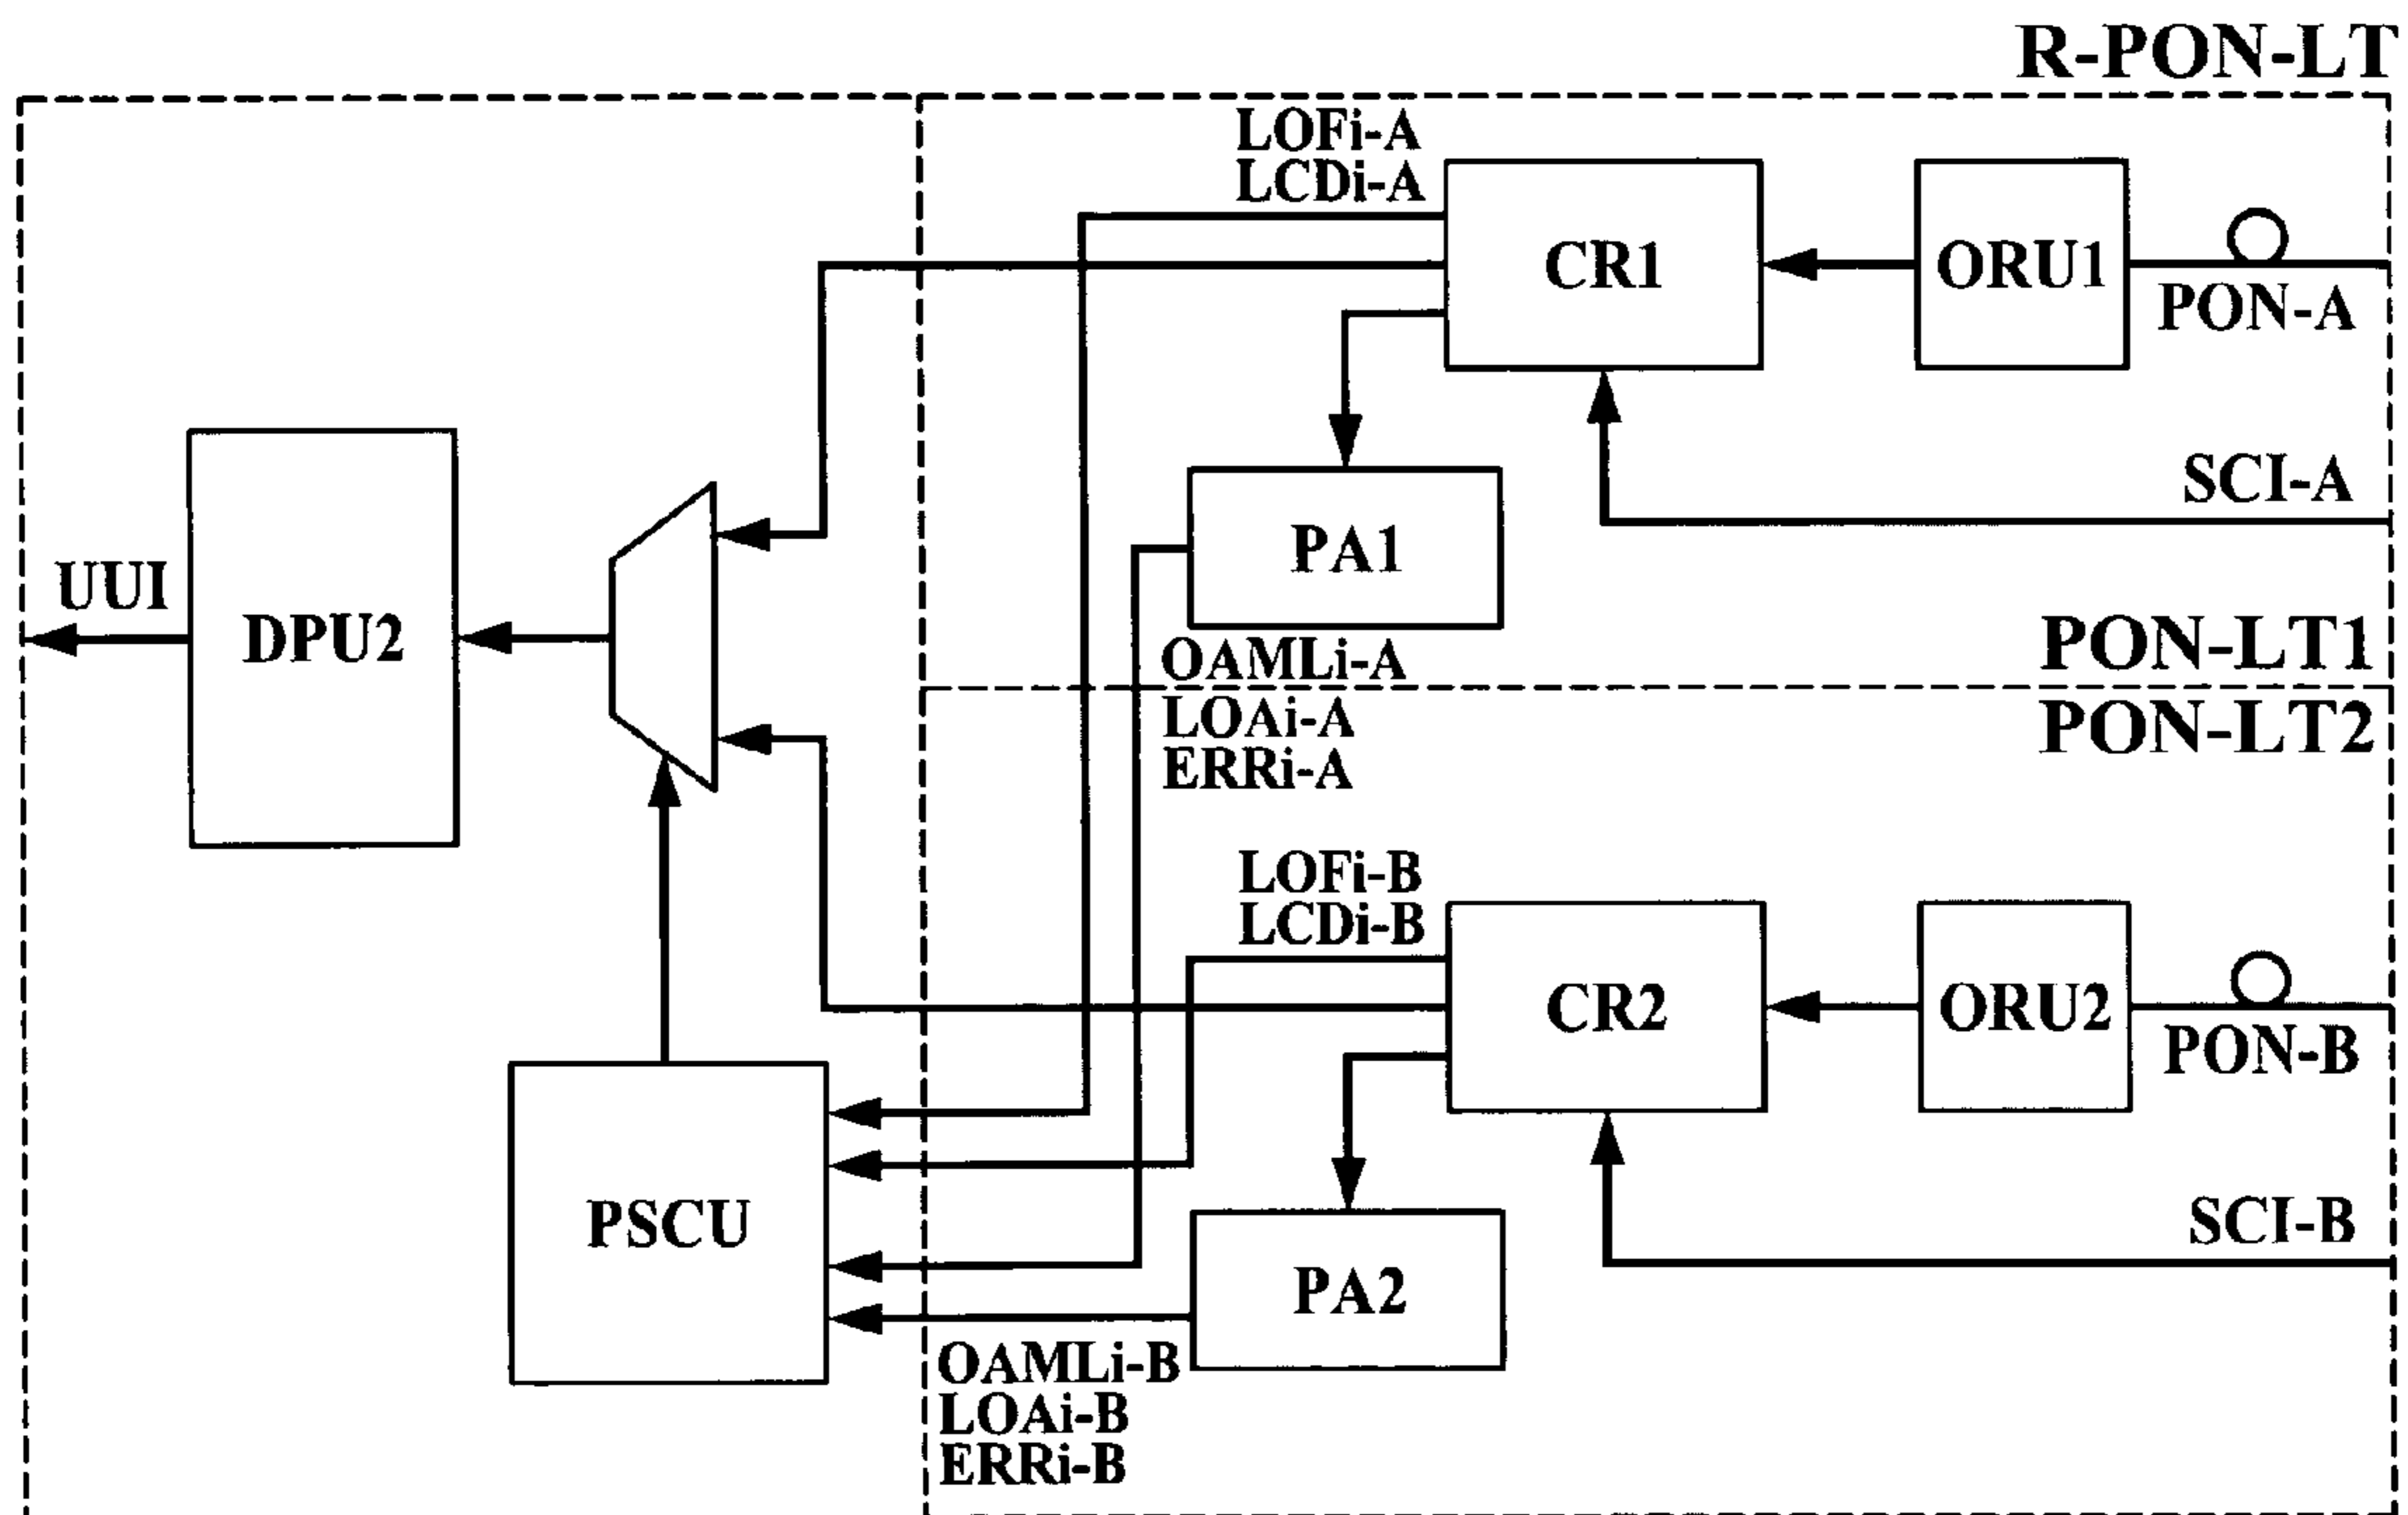 R-PON-LT
LOFi-A
LCDi-A
CR1
ORU1
PON-A
SCI-A
PA1
UUI
DPU2
OAMLi-A
PON-LT1
LOAi-A
ERRi-A
PON-LT2
LOFi-B
LCDi-B
CR2
ORU2
PON-B
PSCU
SCI-B
PA2
OAMLi-B
LOAi-B
ERRi-B